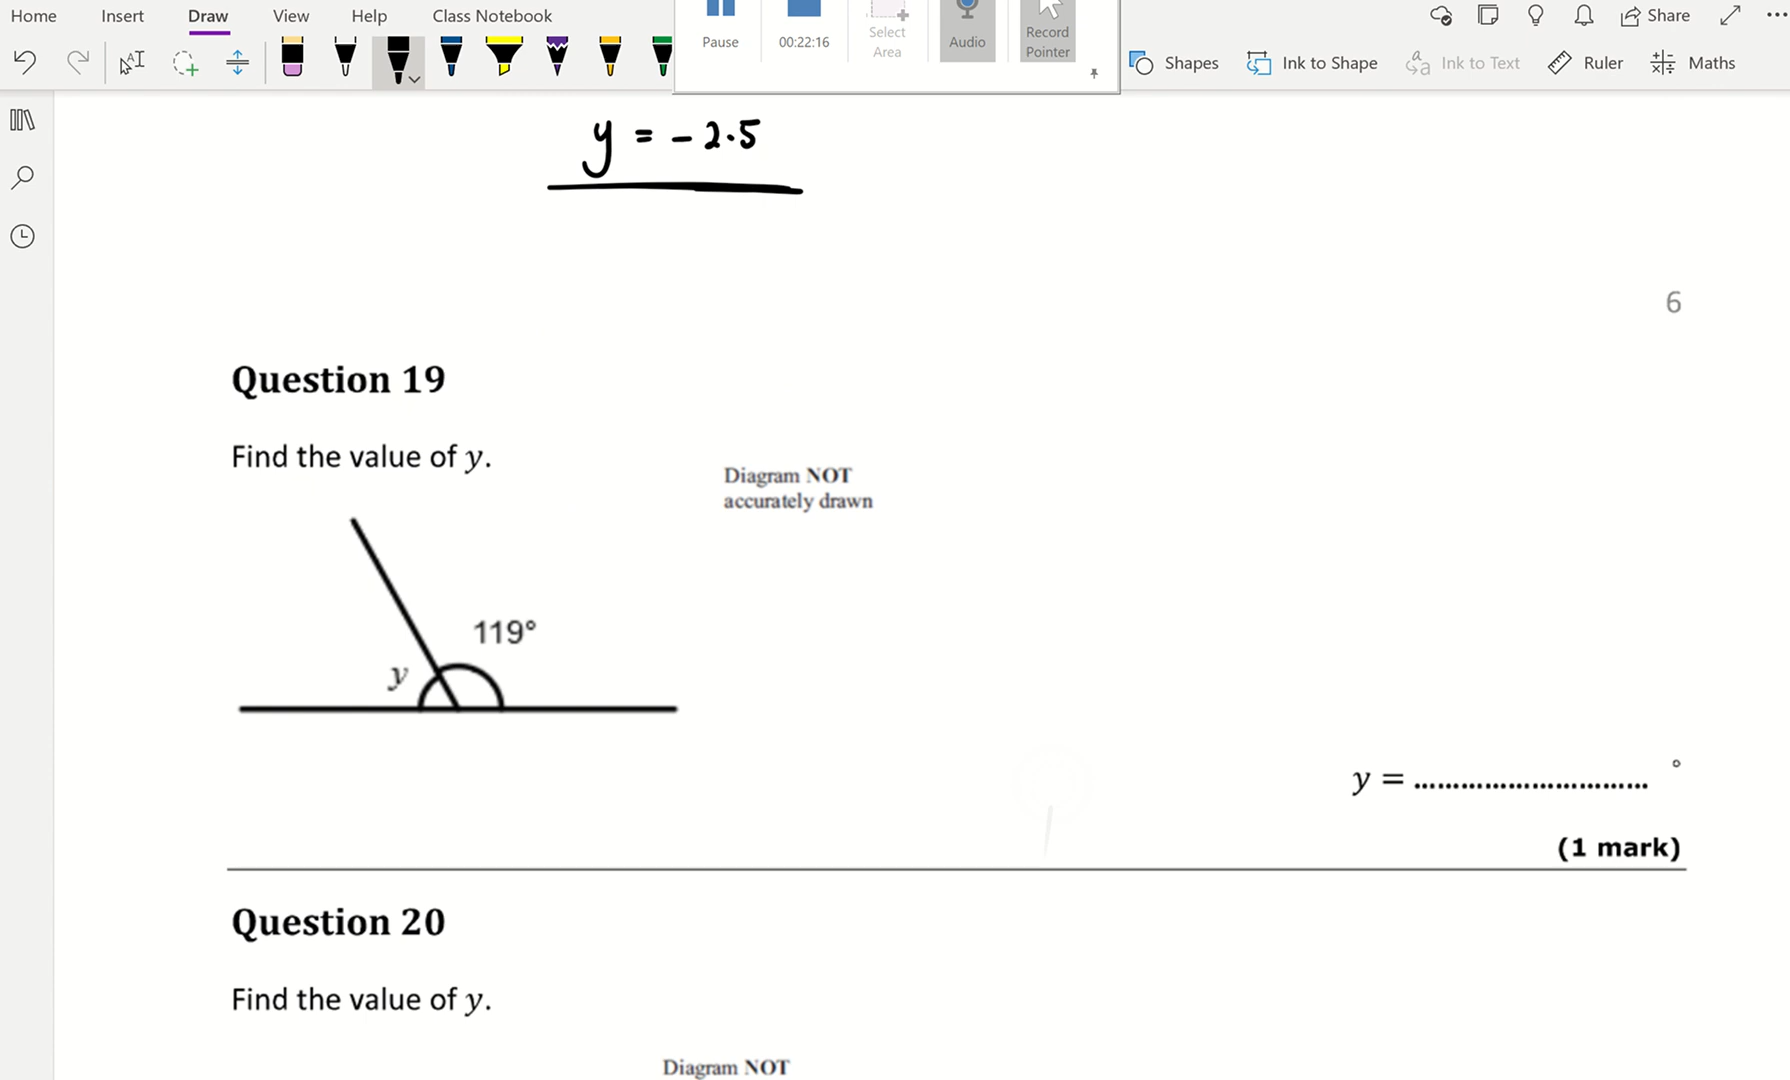 Home Insert Draw View Help Class Notebook
Share
Pause
00:22:16
Select
Area
Audio
Record
Pointer
Shapes Ink to Shape Ink to Text Ruler Maths
y = - 2.5
6
Question 19
Find the value of y.
Diagram NOT
accurately drawn
119°
y
y = .............................. °
(1 mark)
Question 20
Find the value of y.
Diagram NOT